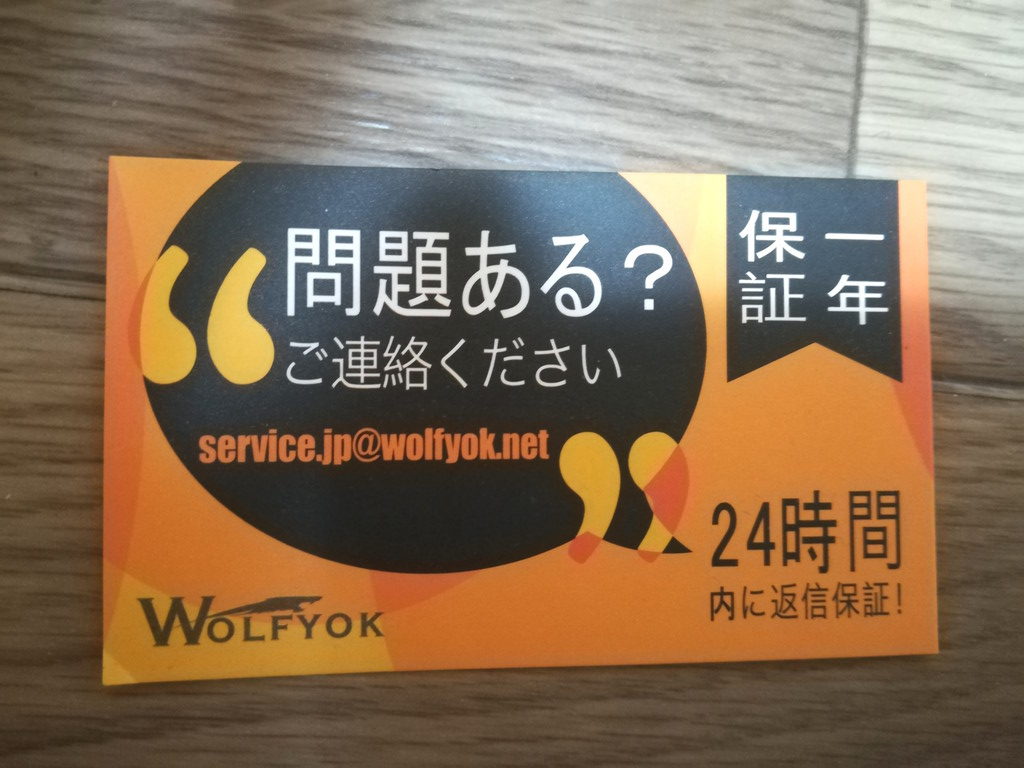 問題ある？
ご連絡ください
service.jp@wolfyok.net
一年
保証
24時間
内に返信保証!
WOLFYOK